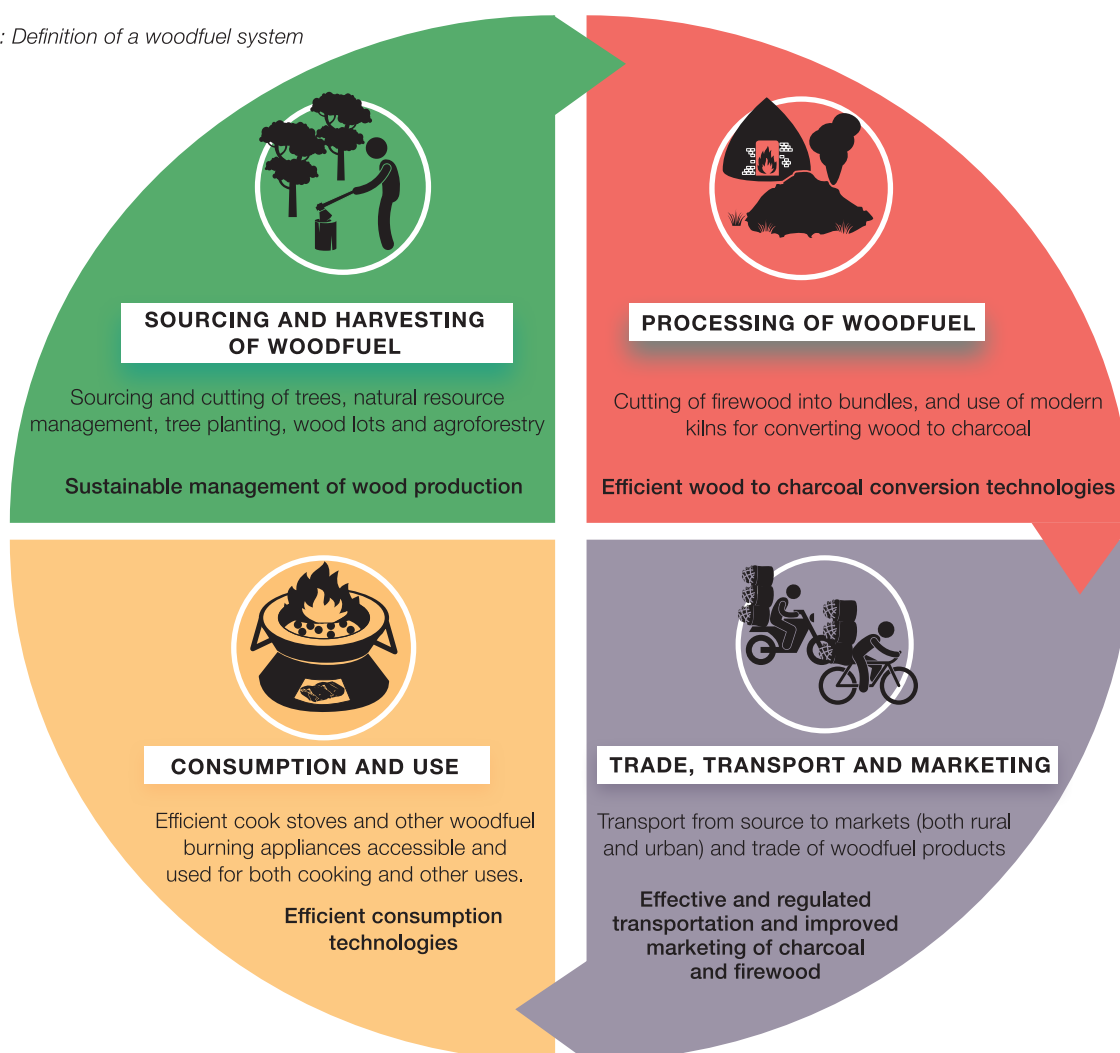 : Definition of a woodfuel system
SOURCING AND HARVESTING
OF WOODFUEL
Sourcing and cutting of trees, natural resource
management, tree planting, wood lots and agroforestry
Sustainable management of wood production
PROCESSING OF WOODFUEL
Cutting of firewood into bundles, and use of modern
kilns for converting wood to charcoal
Efficient wood to charcoal conversion technologies
CONSUMPTION AND USE
Efficient cook stoves and other woodfuel
burning appliances accessible and
used for both cooking and other uses.
Efficient consumption
technologies
TRADE, TRANSPORT AND MARKETING
Transport from source to markets (both rural
and urban) and trade of woodfuel products
Effective and regulated
transportation and improved
marketing of charcoal
and firewood